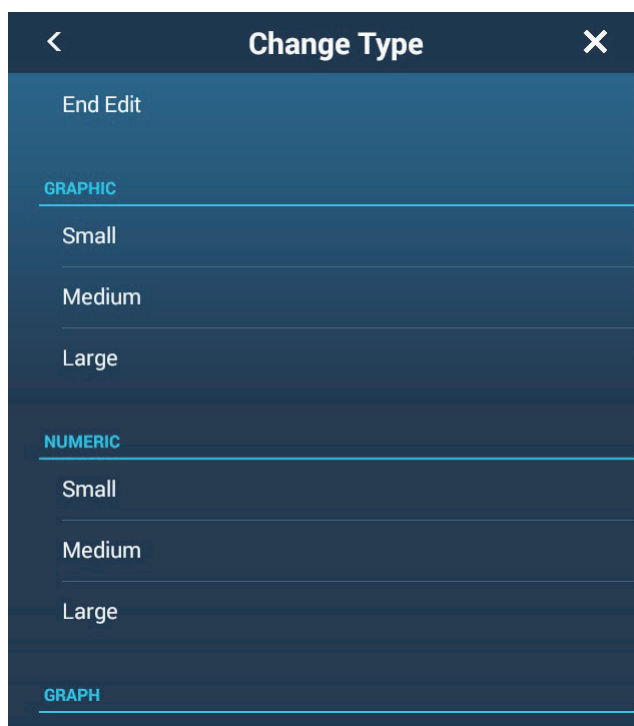 Change Type
End Edit
GRAPHIC
Small
Medium
Large
NUMERIC
Small
Medium
Large
GRAPH